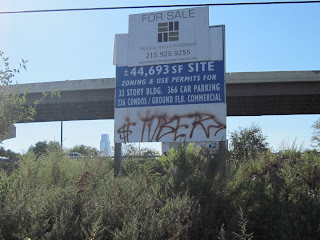 FOR SALE
215.925.9255
±44,693 SF SITE
ZONING & USE PERMITS FOR
33 STORY BLDG. 366 CAR PARKING
236 CONDOS / GROUND FLR. COMMERCIAL